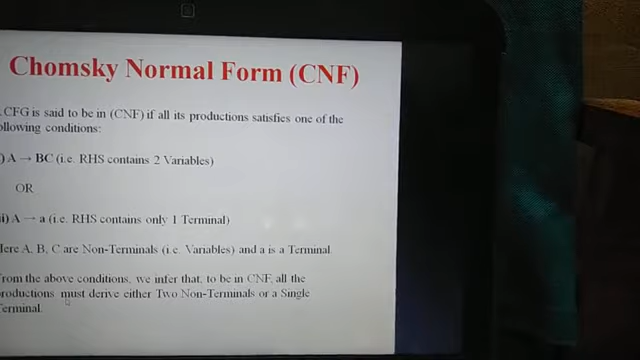 Chomsky Normal Form (CNF)
CFG is said to be in (CNF) if all its productions satisfies one of the
ollowing conditions:
) A → BC (i.e. RHS contains 2 Variables)
OR
ii) A → a (i.e. RHS contains only 1 Terminal)
Here A, B, C are Non-Terminals (i.e. Variables) and a is a Terminal.
rom the above conditions, we infer that, to be in CNF, all the
roductions must derive either Two Non-Terminals or a Single
erminal.